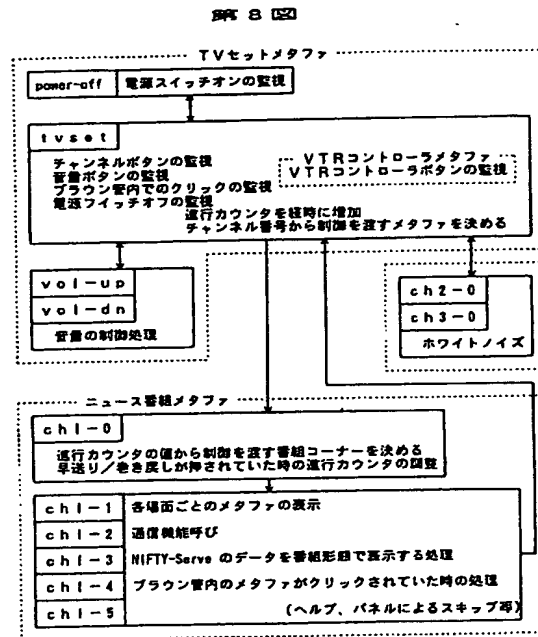 第8図
TVセットメタファ
power-off 電源スイッチオンの監視
tvset
チャンネルボタンの監視
音量ボタンの監視
ブラウン管内でのクリックの監視
電源フイッチオフの監視
VTRコントローラメタファ
VTRコントローラボタンの監視
進行カウンタを経時に増加
チャンネル番号から制御を渡すメタファを決める
vol-up
vol-dn
音量の制御処理
ch2-0
ch3-0
ホワイトノイズ
ニュース番組メタファ
ch1-0
進行カウンタの値から制御を渡す番組コーナーを決める
早送り/巻き戻しが押されていた時の進行カウンタの調整
ch1-1 各場面ごとのメタファの表示
ch1-2 通信機能呼び
ch1-3 NIFTY-Serve のデータを番組形態で表示する処理
ch1-4 ブラウン管内のメタファがクリックされていた時の処理
ch1-5 (ヘルプ、パネルによるスキップ等)